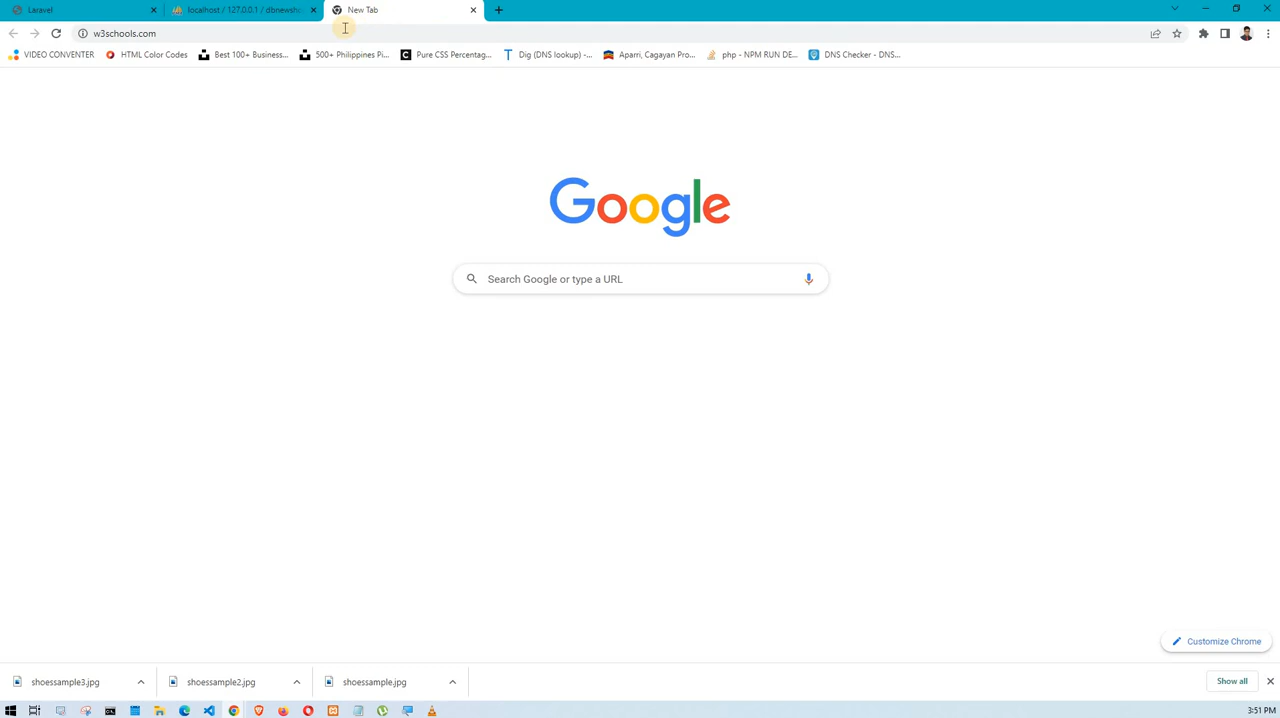 Laravel
localhost / 127.0.0.1 / dbnewsh
New Tab
w3schools.com
VIDEO CONVENTER
HTML Color Codes
Best 100+ Business...
500+ Philippines Pi...
Pure CSS Percentag...
Dig (DNS lookup) -...
Aparri, Cagayan Pro...
php - NPM RUN DE...
DNS Checker - DNS...
Google
Search Google or type a URL
Customize Chrome
shoessample3.jpg
shoessample2.jpg
shoessample.jpg
Show all
3:51 PM